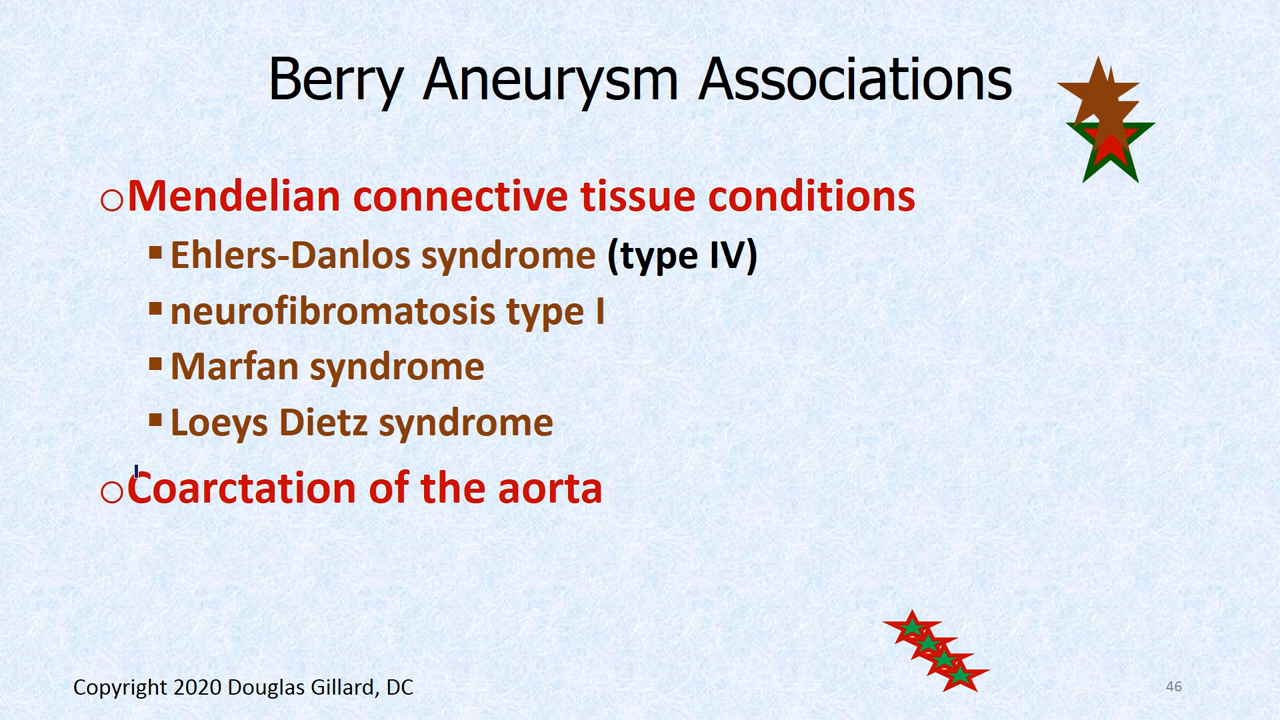 Berry Aneurysm Associations
Mendelian connective tissue conditions
Ehlers-Danlos syndrome (type IV)
neurofibromatosis type I
Marfan syndrome
Loeys Dietz syndrome
Coarctation of the aorta
Copyright 2020 Douglas Gillard, DC
46